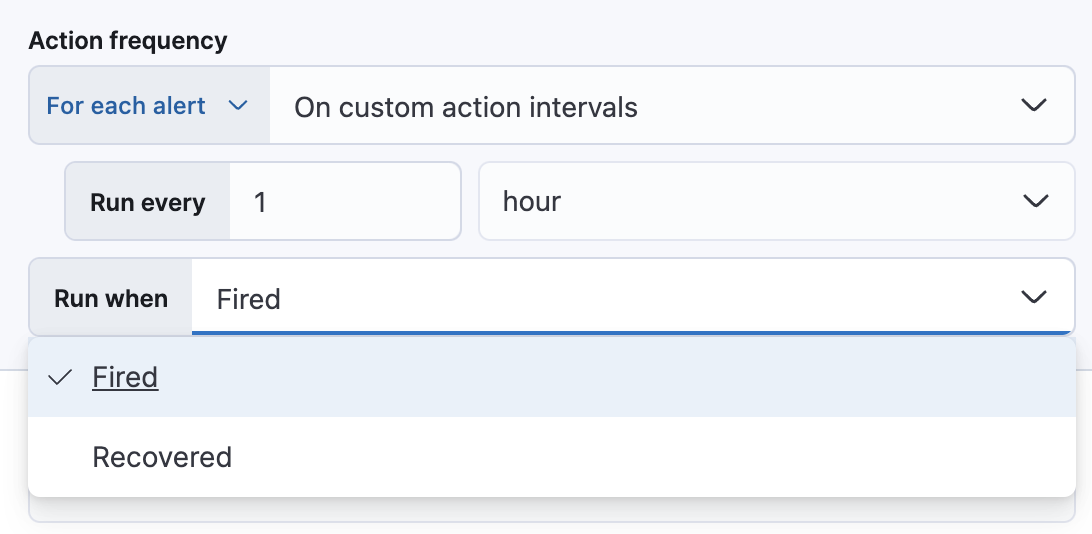 Action frequency
For each alert On custom action intervals
Run every 1 hour
Run when Fired
Fired
Recovered